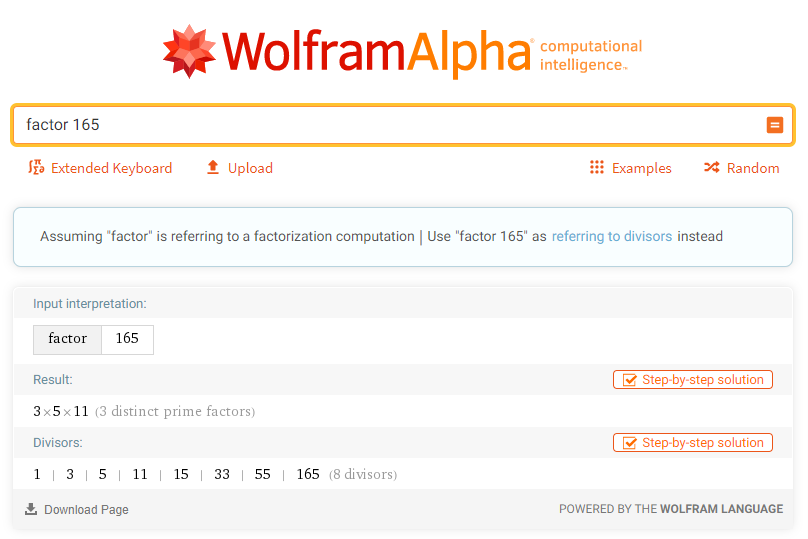 WolframAlpha® computational intelligence™
factor 165
Extended Keyboard Upload Examples Random
Assuming "factor" is referring to a factorization computation | Use "factor 165" as referring to divisors instead
Input interpretation:
factor 165
Result: Step-by-step solution
3×5×11 (3 distinct prime factors)
Divisors: Step-by-step solution
1 | 3 | 5 | 11 | 15 | 33 | 55 | 165 (8 divisors)
Download Page POWERED BY THE WOLFRAM LANGUAGE